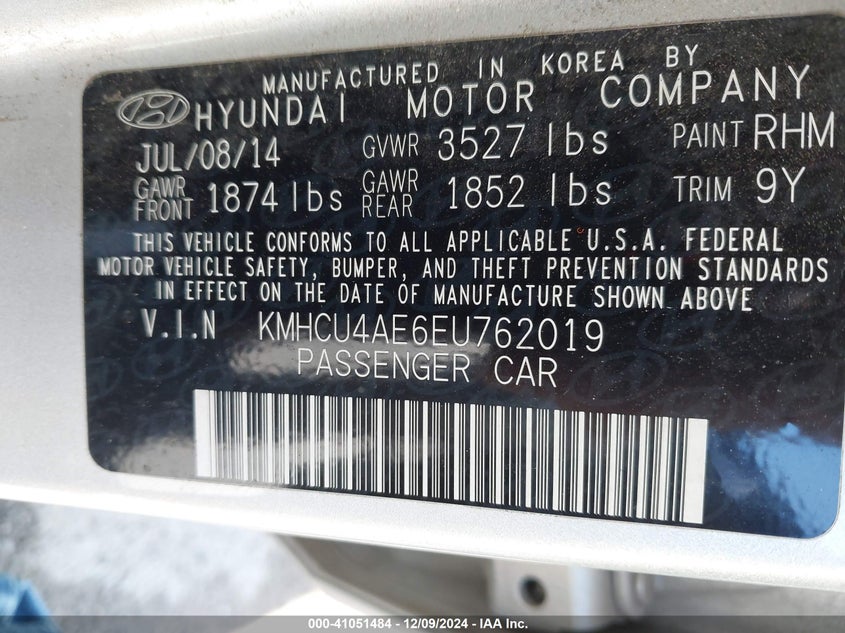 MANUFACTURED IN KOREA BY
HYUNDAI MOTOR COMPANY
JUL/08/14 GVWR 3527 lbs PAINT RHM
GAWR FRONT 1874 lbs GAWR REAR 1852 lbs TRIM 9Y
THIS VEHICLE CONFORMS TO ALL APPLICABLE U.S.A. FEDERAL
MOTOR VEHICLE SAFETY, BUMPER, AND THEFT PREVENTION STANDARDS
IN EFFECT ON THE DATE OF MANUFACTURE SHOWN ABOVE.
V.I.N KMHCU4AE6EU762019
PASSENGER CAR
000-41051484 - 12/09/2024 - IAA Inc.